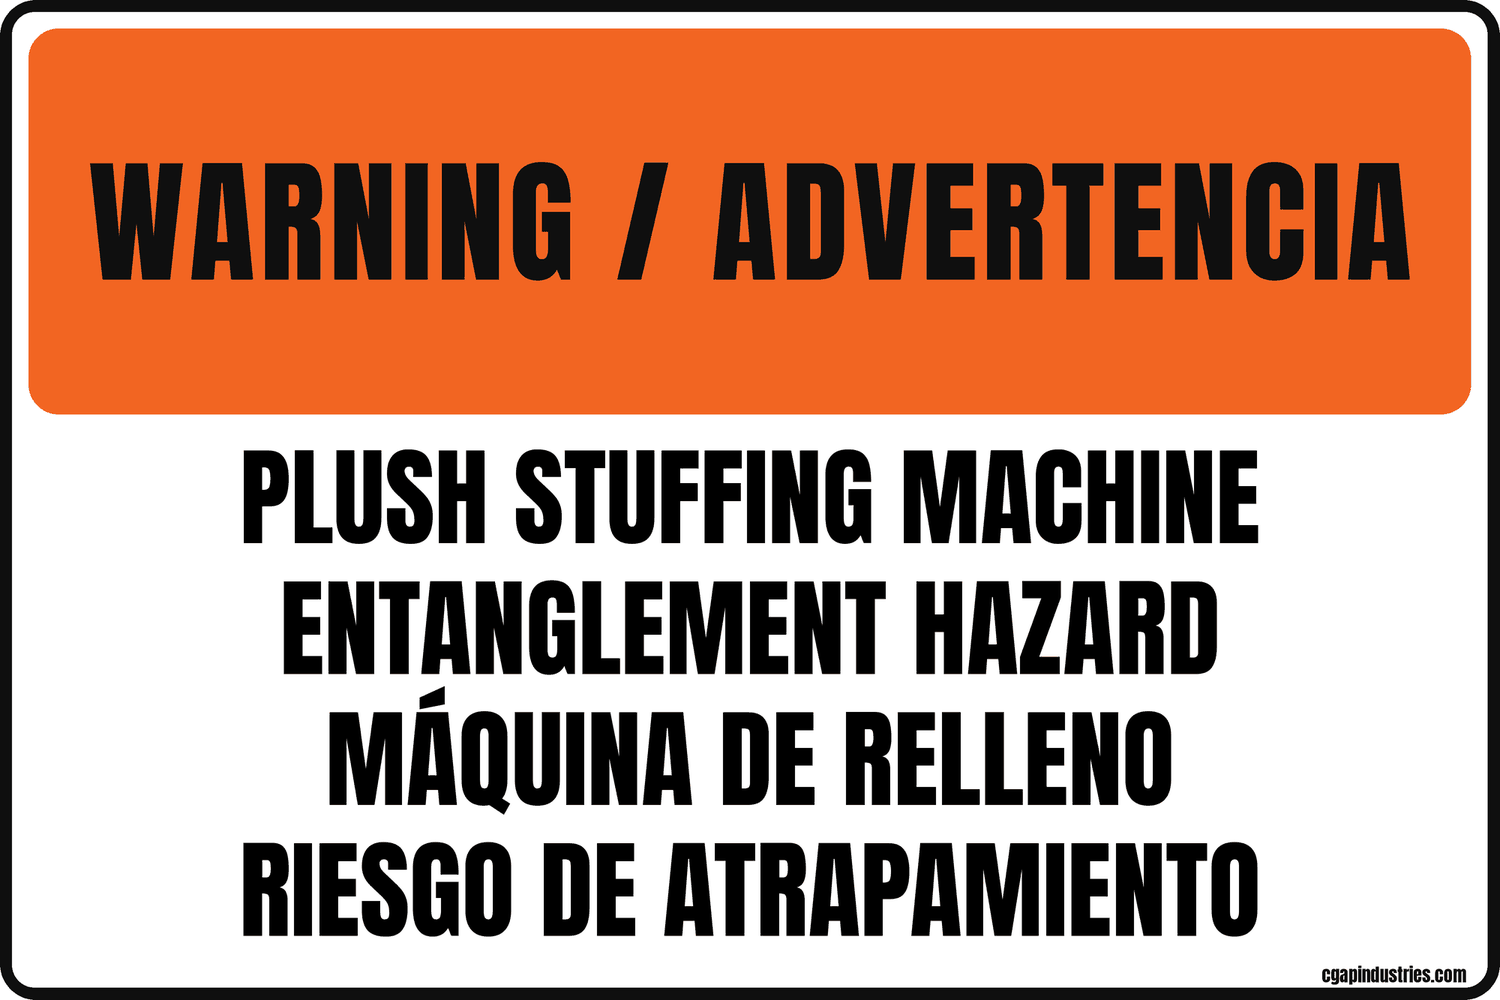 WARNING / ADVERTENCIA
PLUSH STUFFING MACHINE
ENTANGLEMENT HAZARD
MÁQUINA DE RELLENO
RIESGO DE ATRAPAMIENTO
cgapindustries.com